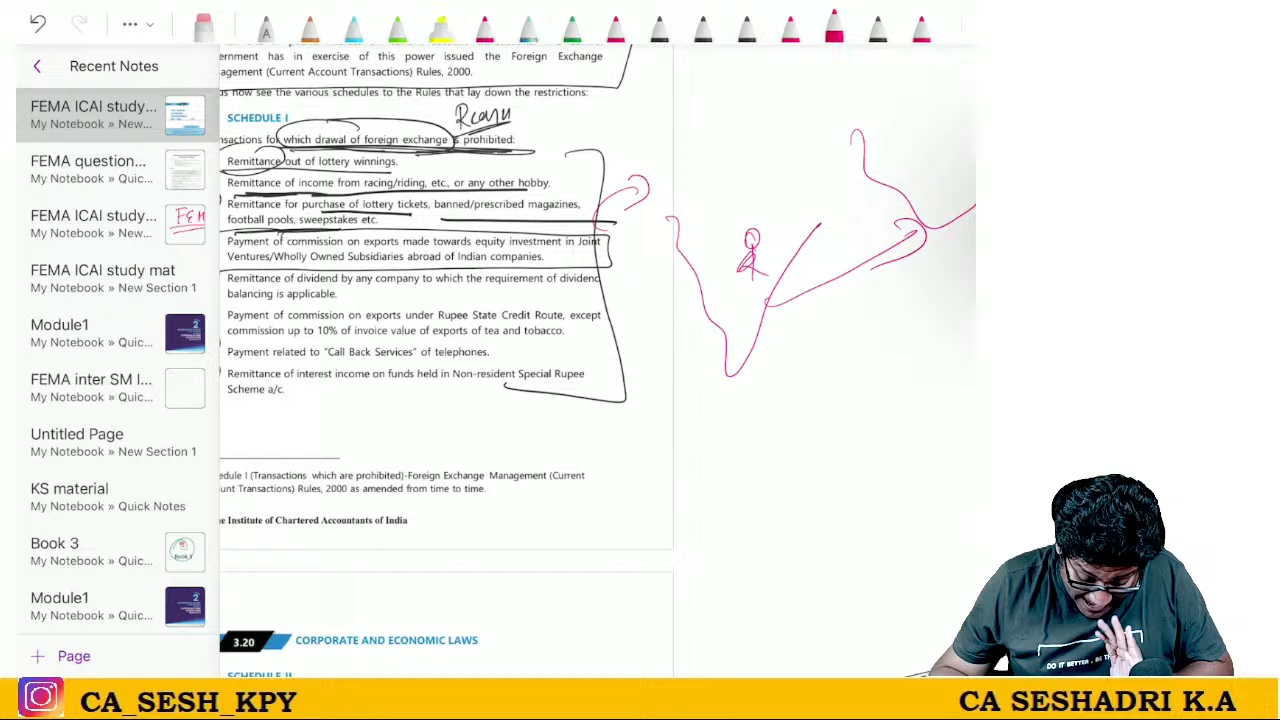 Recent Notes
FEMA ICAI study...
My Notebook » New...
FEMA question...
My Notebook » Quic...
FEMA ICAI study...
My Notebook » New...
FEM
FEMA ICAI study mat
My Notebook » New Section 1
Module1
My Notebook » Quic...
2
FEMA inter SM I...
My Notebook » Quic...
Untitled Page
My Notebook » New Section 1
KS material
My Notebook » Quick Notes
Book 3
My Notebook » Quic...
Book 3
Module1
My Notebook » Quic...
2
+ Page
ernment has in exercise of this power issued the Foreign Exchange
agement (Current Account Transactions) Rules, 2000.
us now see the various schedules to the Rules that lay down the restrictions:
SCHEDULE I
nsactions for which drawal of foreign exchange is prohibited:
Remittance out of lottery winnings.
Remittance of income from racing/riding, etc., or any other hobby.
Remittance for purchase of lottery tickets, banned/prescribed magazines,
football pools, sweepstakes etc.
Payment of commission on exports made towards equity investment in Joint
Ventures/Wholly Owned Subsidiaries abroad of Indian companies.
Remittance of dividend by any company to which the requirement of dividend
balancing is applicable.
Payment of commission on exports under Rupee State Credit Route, except
commission up to 10% of invoice value of exports of tea and tobacco.
Payment related to “Call Back Services” of telephones.
Remittance of interest income on funds held in Non-resident Special Rupee
Scheme a/c.
edule I (Transactions which are prohibited)-Foreign Exchange Management (Current
unt Transactions) Rules, 2000 as amended from time to time.
e Institute of Chartered Accountants of India
3.20 CORPORATE AND ECONOMIC LAWS
SCHEDULE II
DO IT BETTER
CA_SESH_KPY
CA SESHADRI K.A